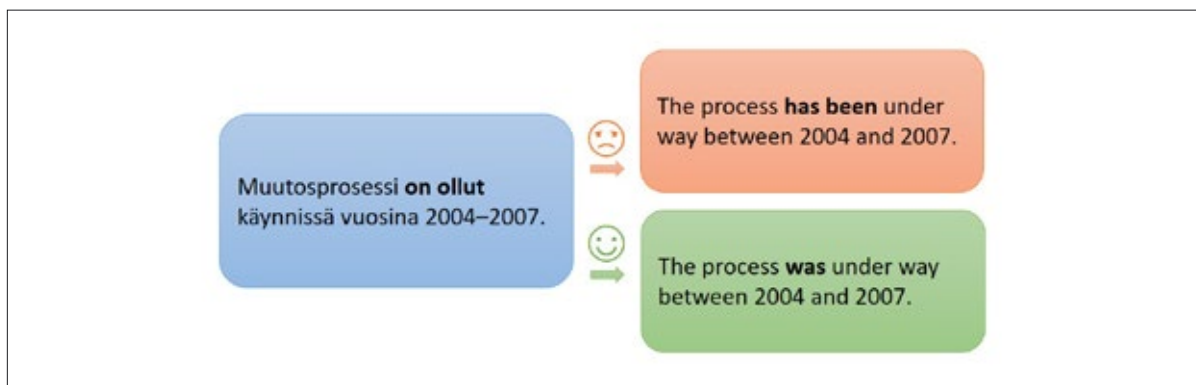 Muutosprosessi on ollut
käynnissä vuosina 2004–2007.
The process has been under
way between 2004 and 2007.
The process was under way
between 2004 and 2007.